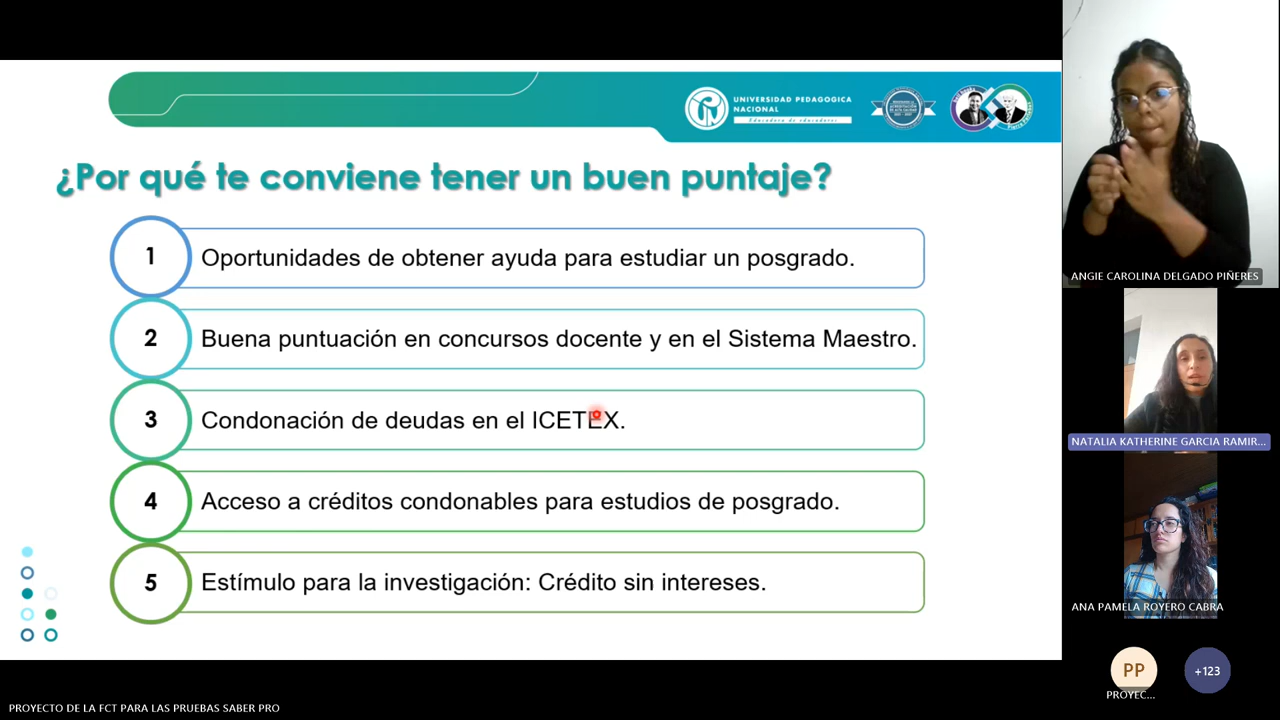 UNIVERSIDAD PEDAGOGICA
NACIONAL
Educadora de educadores
¿Por qué te conviene tener un buen puntaje?
1
Oportunidades de obtener ayuda para estudiar un posgrado.
2
Buena puntuación en concursos docente y en el Sistema Maestro.
3
Condonación de deudas en el ICETEX.
4
Acceso a créditos condonables para estudios de posgrado.
5
Estímulo para la investigación: Crédito sin intereses.
ANGIE CAROLINA DELGADO PIÑERES
NATALIA KATHERINE GARCIA RAMIR...
ANA PAMELA ROYERO CABRA
PP
+123
PROYEC...
PROYECTO DE LA FCT PARA LAS PRUEBAS SABER PRO